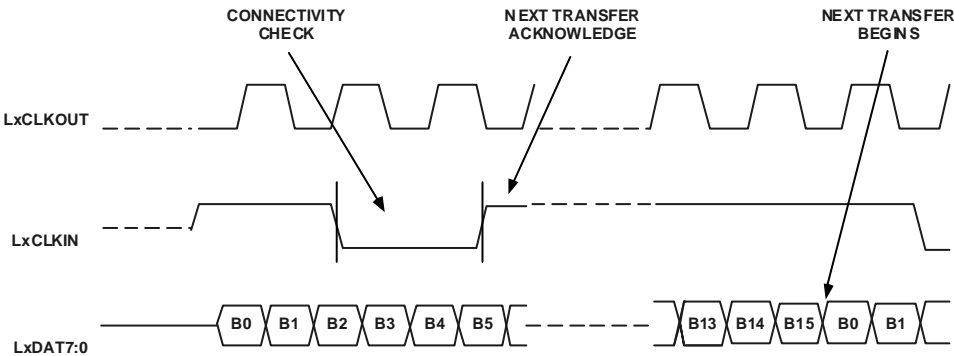 CONNECTIVITY
CHECK
NEXT TRANSFER
ACKNOWLEDGE
NEXT TRANSFER
BEGINS
LxCLKOUT
LxCLKIN
LxDAT7:0
B0 B1 B2 B3 B4 B5 B13 B14 B15 B0 B1